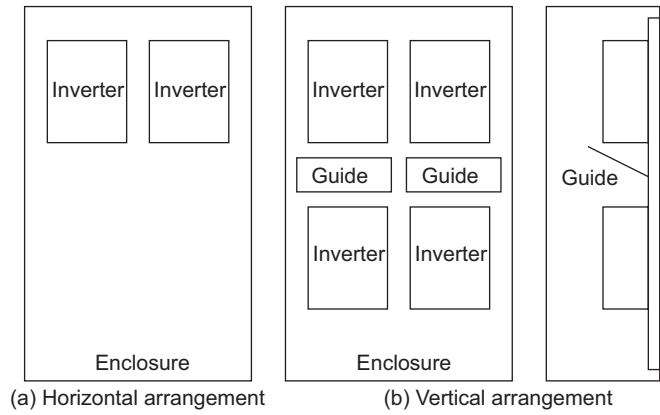 Inverter Inverter
Enclosure
(a) Horizontal arrangement
Inverter Inverter
Guide Guide
Inverter Inverter
Enclosure
Guide
(b) Vertical arrangement